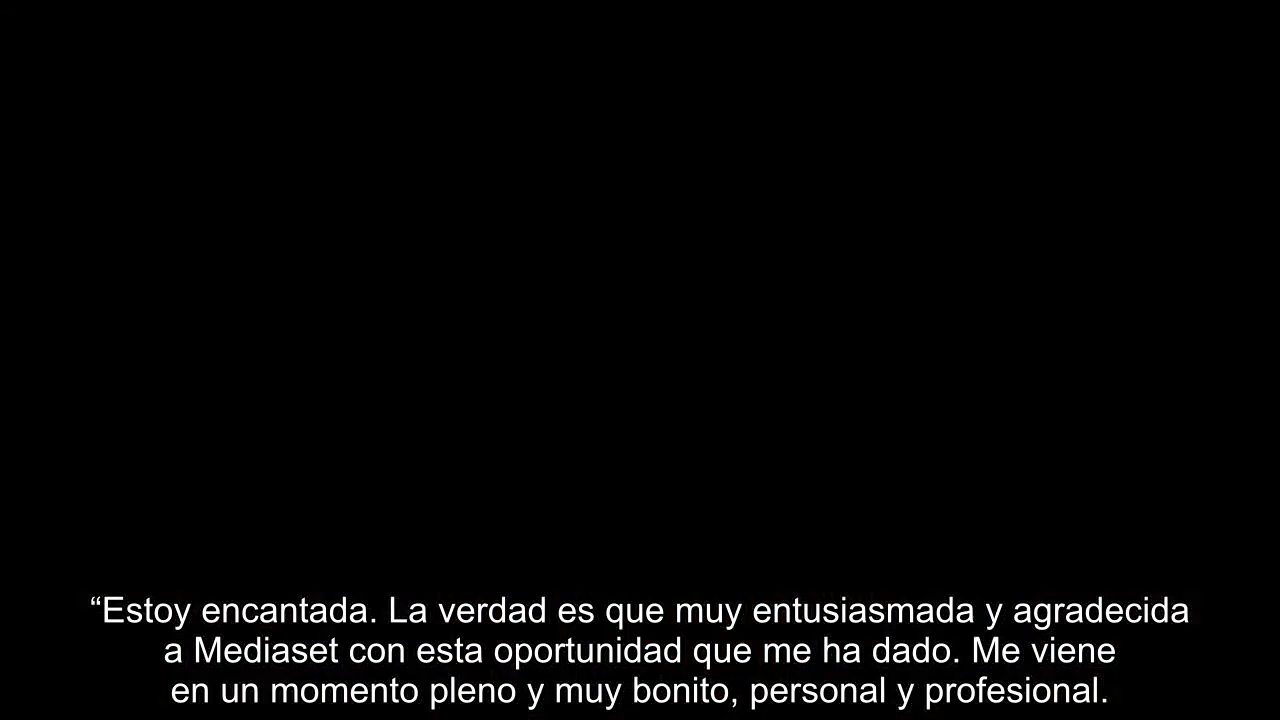 “Estoy encantada. La verdad es que muy entusiasmada y agradecida
a Mediaset con esta oportunidad que me ha dado. Me viene
en un momento pleno y muy bonito, personal y profesional.